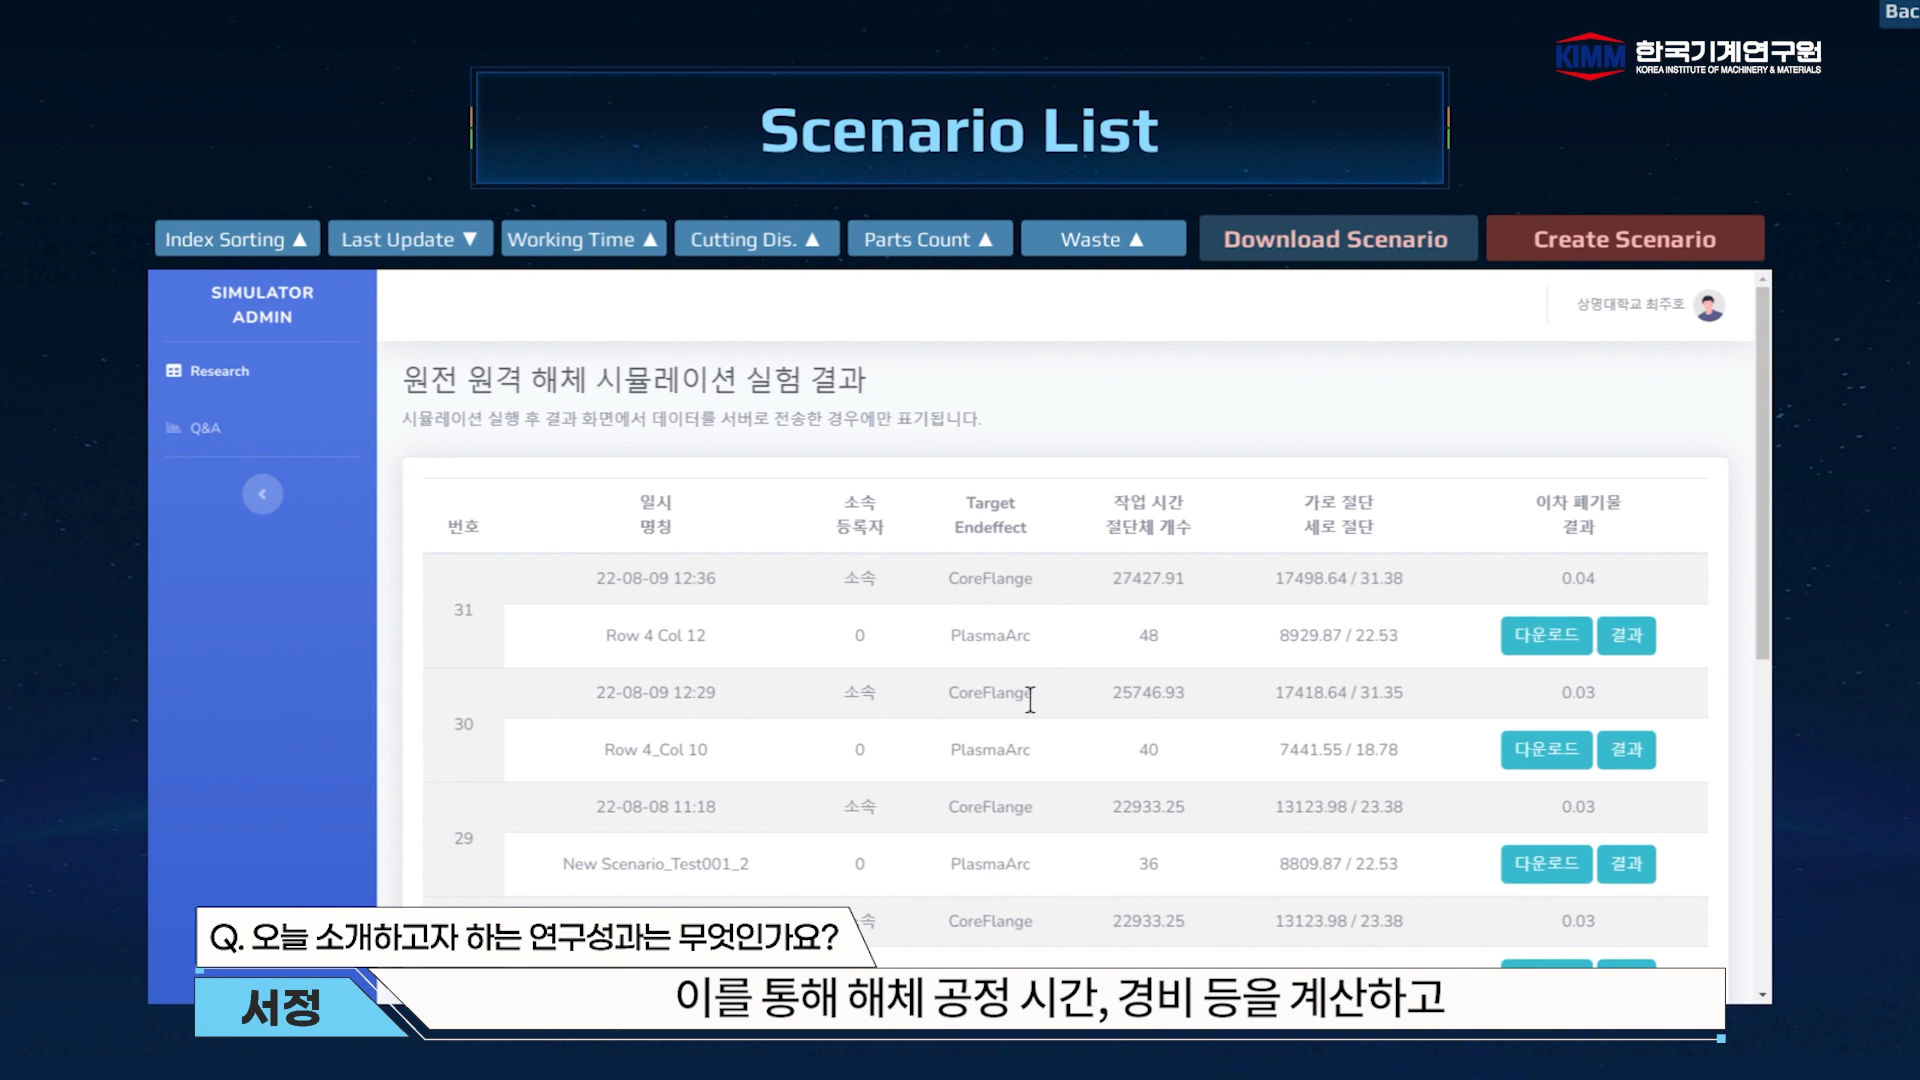 Bac
KIMM 한국기계연구원
KOREA INSTITUTE OF MACHINERY & MATERIALS
Scenario List
Index Sorting ▲ Last Update ▼ Working Time ▲ Cutting Dis. ▲ Parts Count ▲ Waste ▲ Download Scenario Create Scenario
SIMULATOR
ADMIN
상명대학교 최주호
Research
Q&A
원전 원격 해체 시뮬레이션 실험 결과
시뮬레이션 실행 후 결과 화면에서 데이터를 서버로 전송한 경우에만 표기됩니다.
일시 소속 Target 작업 시간 가로 절단 이차 폐기물
번호 명칭 등록자 Endeffect 절단체 개수 세로 절단 결과
22-08-09 12:36 소속 CoreFlange 27427.91 17498.64 / 31.38 0.04
31
Row 4 Col 12 0 PlasmaArc 48 8929.87 / 22.53 다운로드 결과
22-08-09 12:29 소속 CoreFlange 25746.93 17418.64 / 31.35 0.03
30
Row 4_Col 10 0 PlasmaArc 40 7441.55 / 18.78 다운로드 결과
22-08-08 11:18 소속 CoreFlange 22933.25 13123.98 / 23.38 0.03
29
New Scenario_Test001_2 0 PlasmaArc 36 8809.87 / 22.53 다운로드 결과
속 CoreFlange 22933.25 13123.98 / 23.38 0.03
Q. 오늘 소개하고자 하는 연구성과는 무엇인가요?
서정 이를 통해 해체 공정 시간, 경비 등을 계산하고